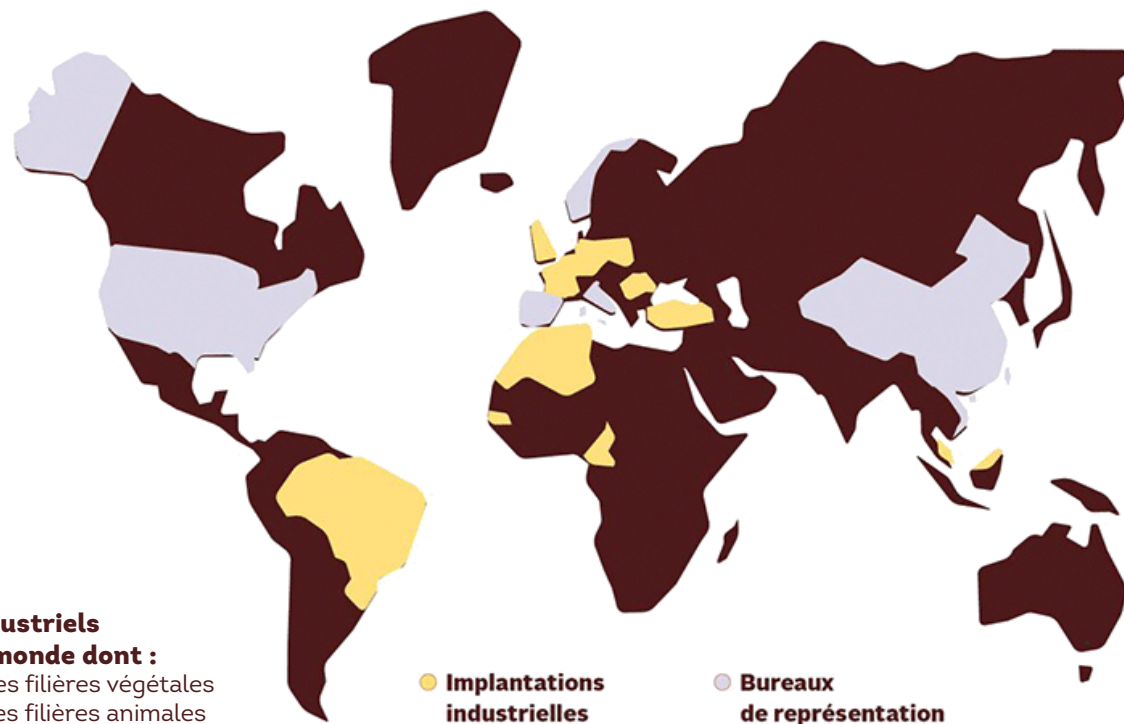 ustriels
monde dont :
es filières végétales
es filières animales
Implantations
industrielles
Bureaux
de représentation